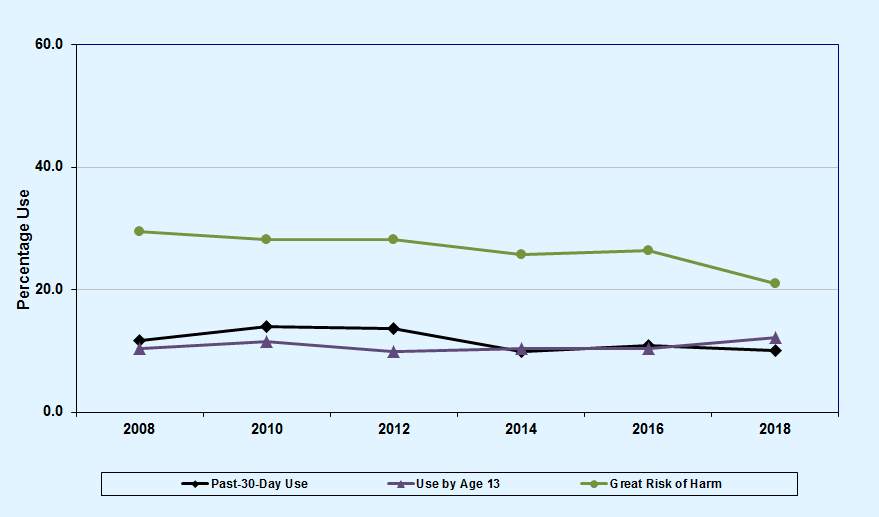 60.0
40.0
20.0
0.0
Percentage Use
2008 2010 2012 2014 2016 2018
Past-30-Day Use Use by Age 13 Great Risk of Harm